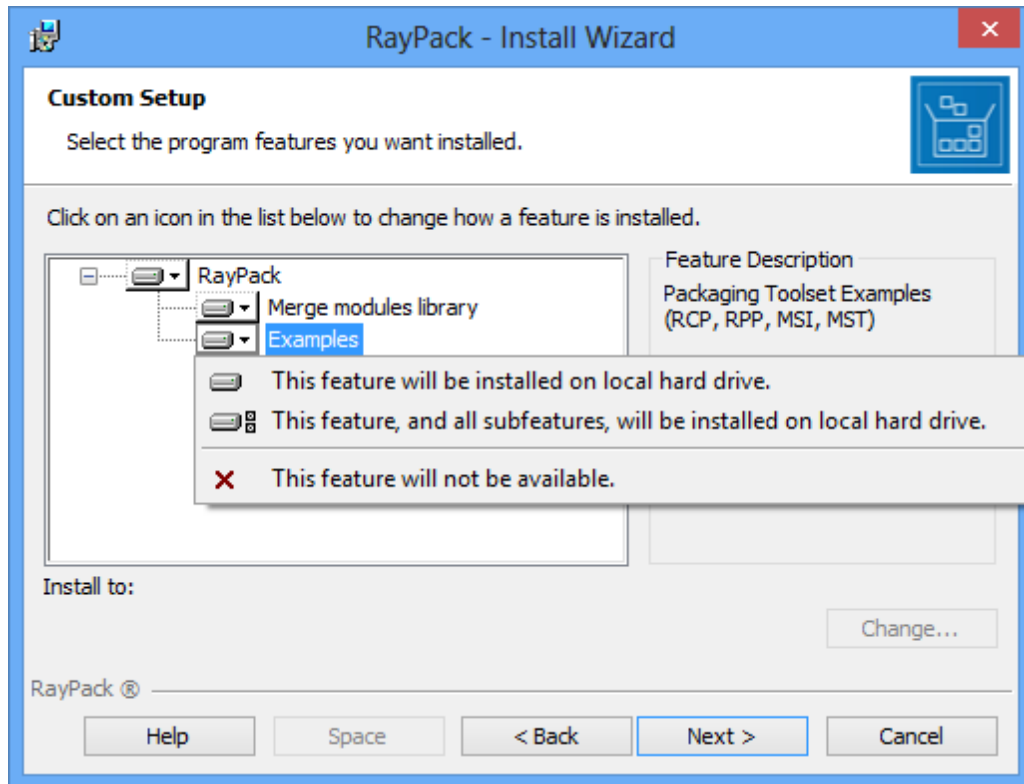 RayPack - Install Wizard
Custom Setup
Select the program features you want installed.
Click on an icon in the list below to change how a feature is installed.
RayPack
Merge modules library
Examples
Feature Description
Packaging Toolset Examples
(RCP, RPP, MSI, MST)
This feature will be installed on local hard drive.
This feature, and all subfeatures, will be installed on local hard drive.
This feature will not be available.
Install to:
Change...
RayPack ®
Help
Space
< Back
Next >
Cancel